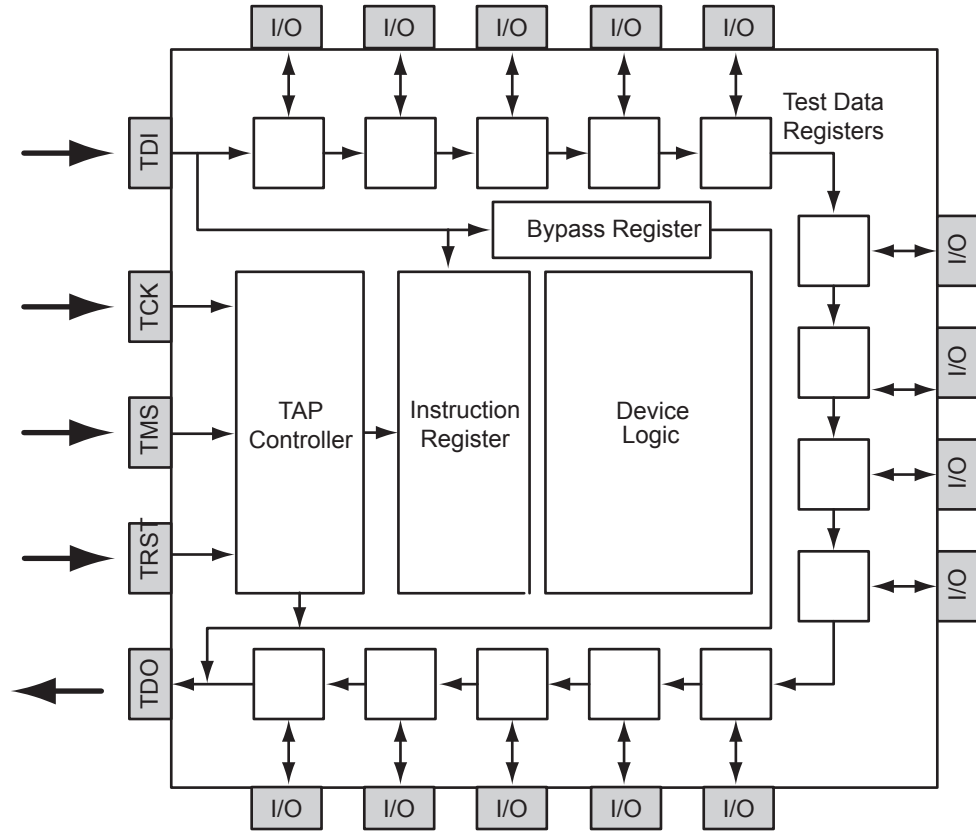 I/O I/O I/O I/O I/O
Test Data
Registers
TDI
Bypass Register
I/O
TCK
I/O
TAP
Controller
Instruction
Register
Device
Logic
TMS
I/O
TRST
I/O
TDO
I/O I/O I/O I/O I/O